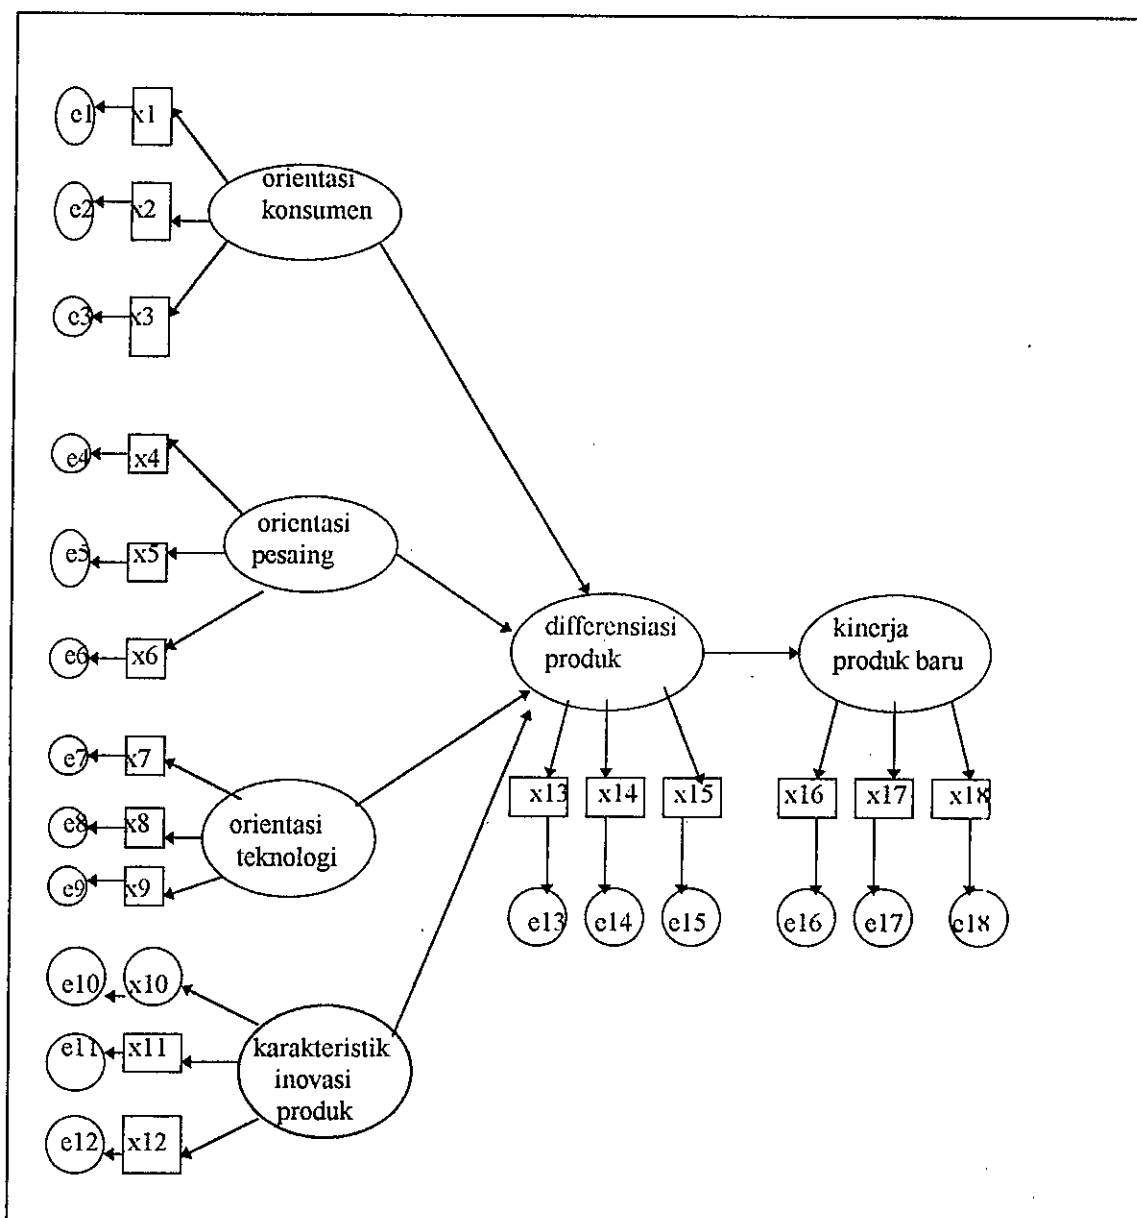 e1 x1
orientasi
konsumen
e2 x2
e3 x3
e4 x4
orientasi
pesaing
e5 x5
e6 x6
differensiasi
produk
kinerja
produk baru
e7 x7
e8 x8
orientasi
teknologi
e9 x9
x13 x14 x15 x16 x17 x18
e13 e14 e15 e16 e17 e18
e10 x10
e11 x11
karakteristik
inovasi
produk
e12 x12